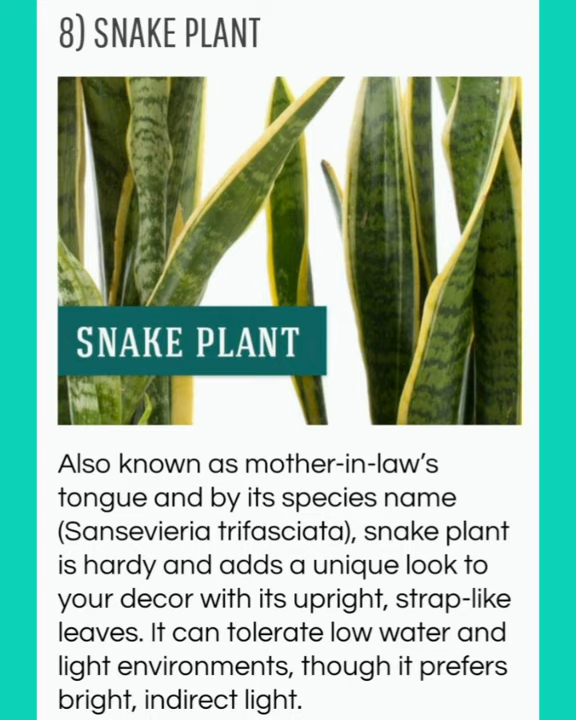 8) SNAKE PLANT
SNAKE PLANT
Also known as mother-in-law's
tongue and by its species name
(Sansevieria trifasciata), snake plant
is hardy and adds a unique look to
your decor with its upright, strap-like
leaves. It can tolerate low water and
light environments, though it prefers
bright, indirect light.